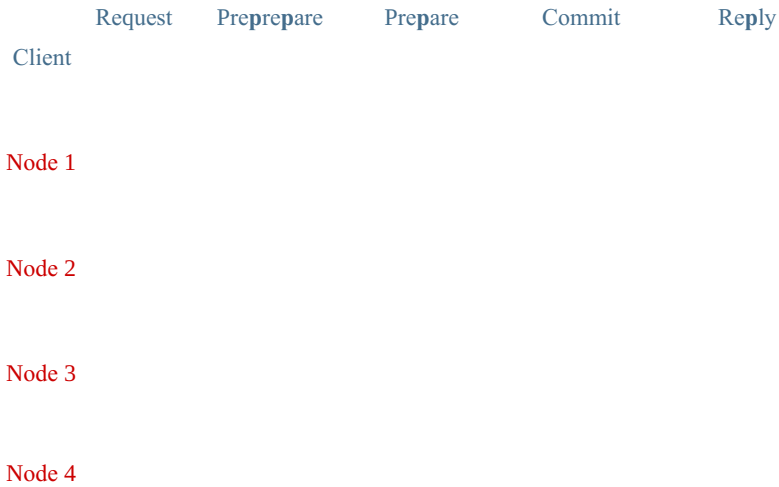 Request Preprepare Prepare Commit Reply
Client
Node 1
Node 2
Node 3
Node 4